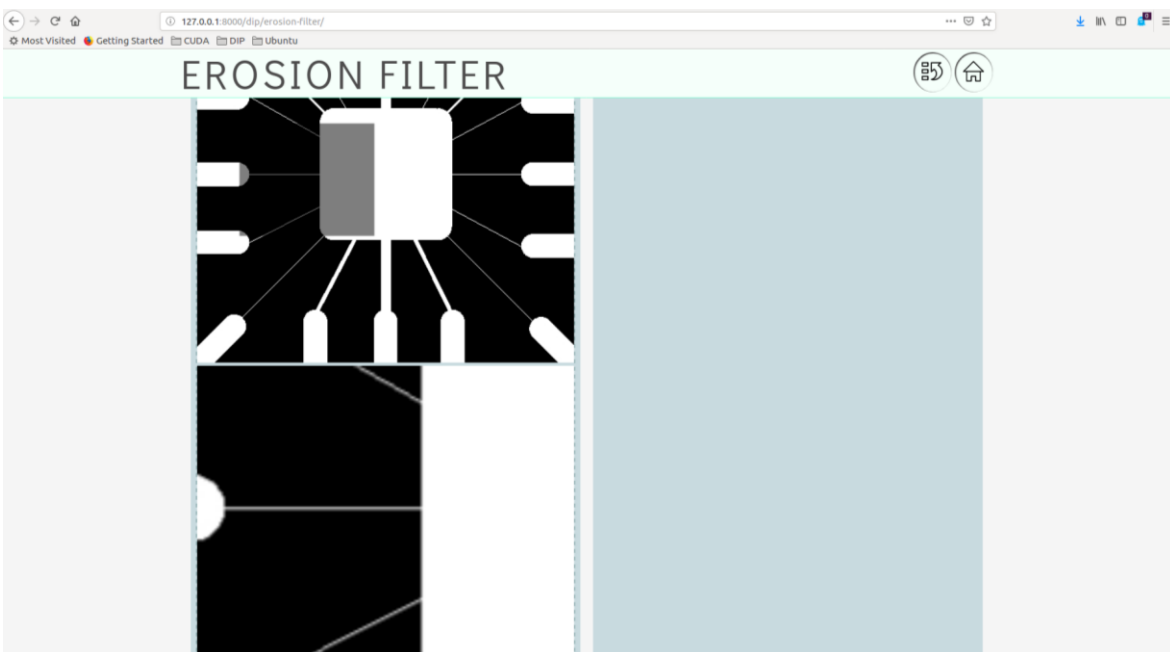 127.0.0.1:8000/dip/erosion-filter/
Most Visited Getting Started CUDA DIP Ubuntu
EROSION FILTER